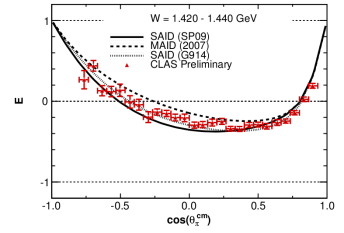 W = 1.420 - 1.440 GeV
SAID (SP09)
MAID (2007)
SAID (G914)
CLAS Preliminary
E
1
0
-1
-1.0 -0.5 0.0 0.5 1.0
cos(θπcm)